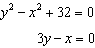 y² − x² + 32 = 0
3y − x = 0